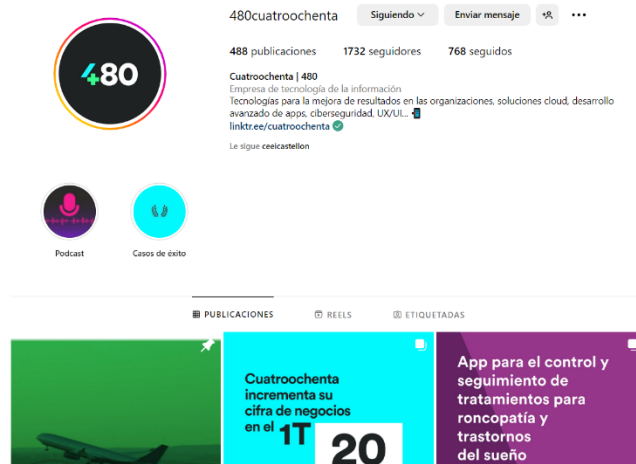 480cuatroochenta Siguiendo Enviar mensaje
488 publicaciones 1732 seguidores 768 seguidos
480
Cuatroochenta | 480
Empresa de tecnología de la información
Tecnologías para la mejora de resultados en las organizaciones, soluciones cloud, desarrollo
avanzado de apps, ciberseguridad, UX/UI...
linktr.ee/cuatroochenta
Le sigue ceeicastellon
Podcast Casos de éxito
PUBLICACIONES REELS ETIQUETADAS
Cuatroochenta
incrementa su
cifra de negocios
en el 1T
20
App para el control y
seguimiento de
tratamientos para
roncopatía y
trastornos
del sueño